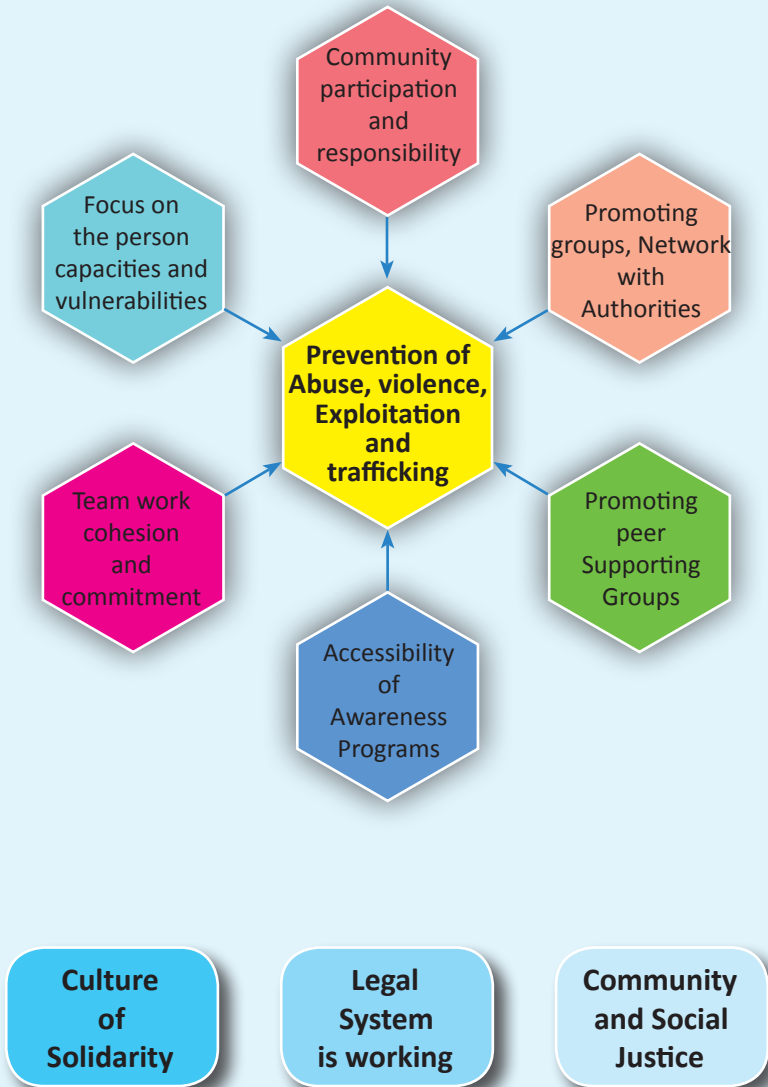 Community
participation
and
responsibility
Focus on
the person
capacities and
vulnerabilities
Promoting
groups, Network
with
Authorities
Prevention of
Abuse, violence,
Exploitation
and
trafficking
Team work
cohesion
and
commitment
Promoting
peer
Supporting
Groups
Accessibility
of
Awareness
Programs
Culture
of
Solidarity
Legal
System
is working
Community
and Social
Justice